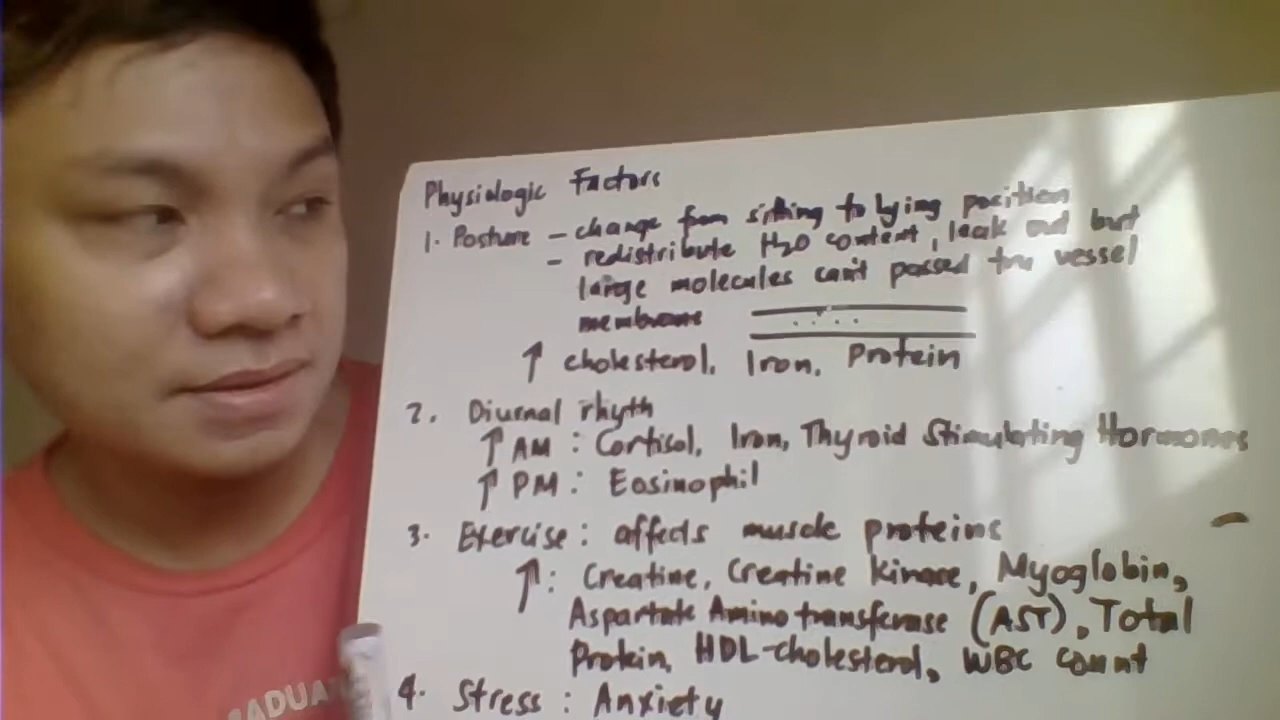 Physiologic Factors
1. Posture - change from sitting to lying position
- redistribute H2O content, leak out but
large molecules can't passed tru vessel
membrane
↑ cholesterol, Iron, Protein
2. Diurnal rhyth
↑ AM : Cortisol, Iron, Thyroid Stimulating Hormones
↑ PM : Eosinophil
3. Exercise : affects muscle proteins
↑ : Creatine, Creatine kinase, Myoglobin,
Aspartate Aminotransferase (AST), Total
Protein, HDL-cholesterol, WBC count
4. Stress : Anxiety